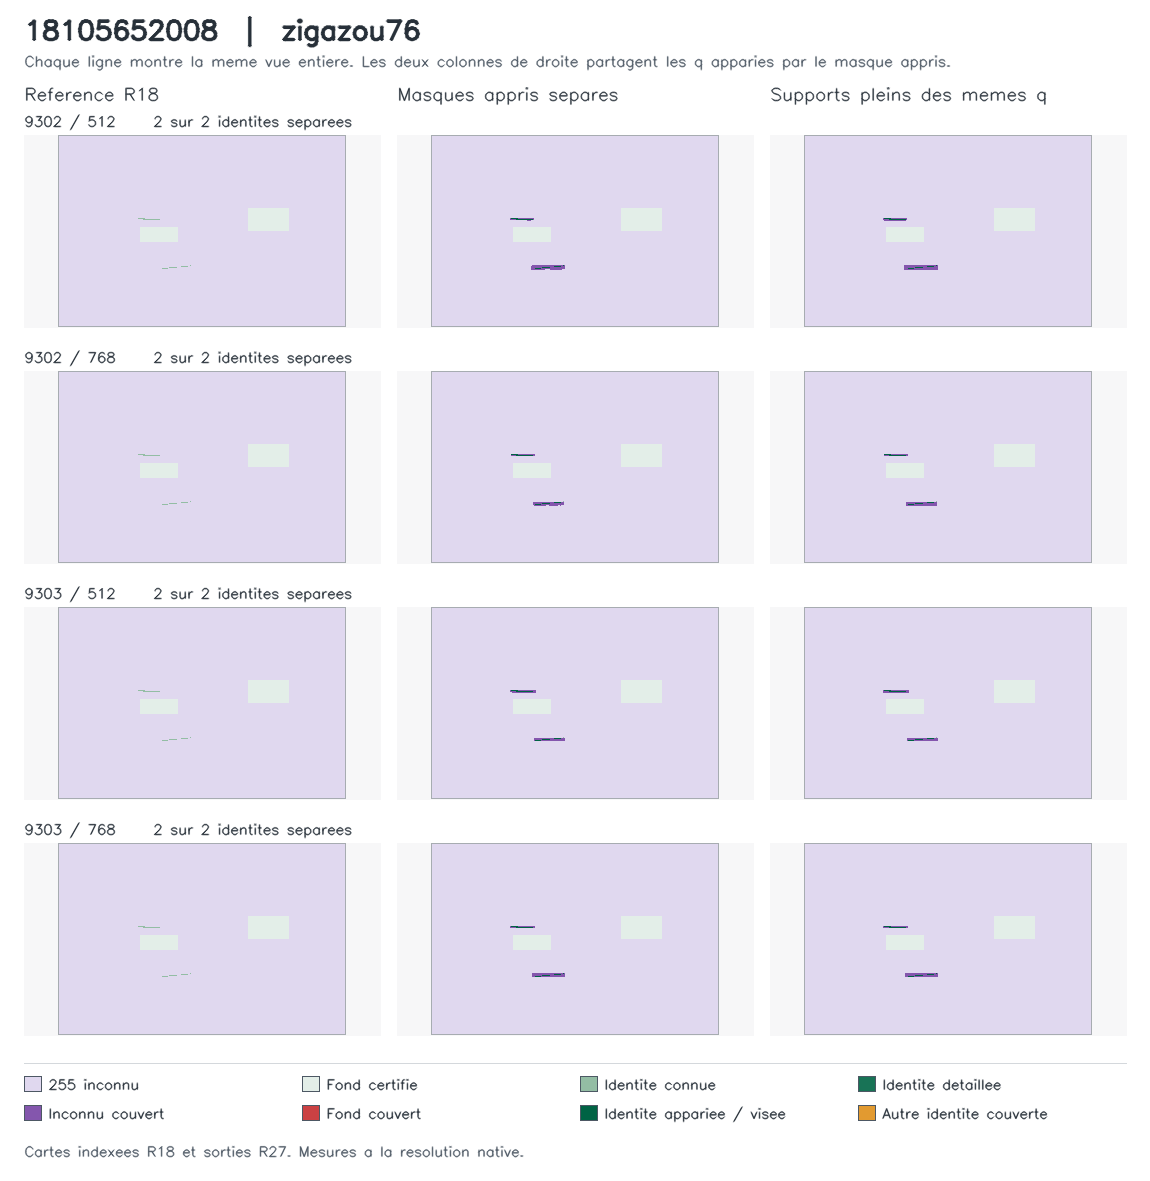 18105652008 | zigazou76
Chaque ligne montre la meme vue entiere. Les deux colonnes de droite partagent les q apparies par le masque appris.
Reference R18 Masques appris separes Supports pleins des memes q
9302 / 512 2 sur 2 identites separees
9302 / 768 2 sur 2 identites separees
9303 / 512 2 sur 2 identites separees
9303 / 768 2 sur 2 identites separees
255 inconnu Fond certifie Identite connue Identite detaillee
Inconnu couvert Fond couvert Identite appariee / visee Autre identite couverte
Cartes indexees R18 et sorties R27. Mesures a la resolution native.